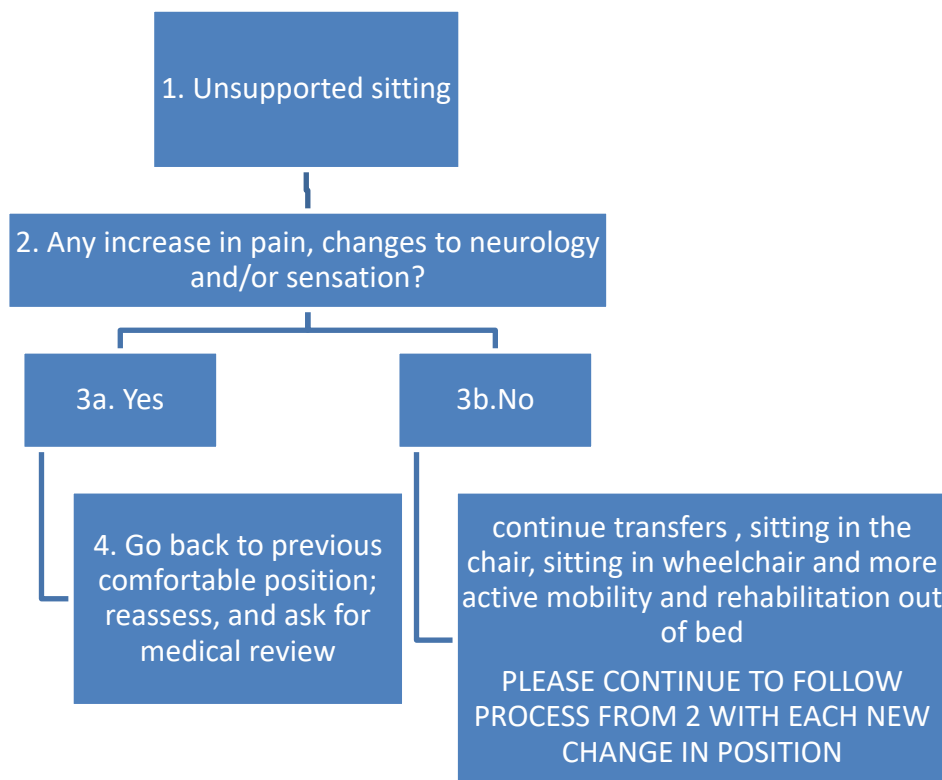 1. Unsupported sitting
2. Any increase in pain, changes to neurology
and/or sensation?
3a. Yes
3b.No
4. Go back to previous
comfortable position;
reassess, and ask for
medical review
continue transfers , sitting in the
chair, sitting in wheelchair and more
active mobility and rehabilitation out
of bed
PLEASE CONTINUE TO FOLLOW
PROCESS FROM 2 WITH EACH NEW
CHANGE IN POSITION